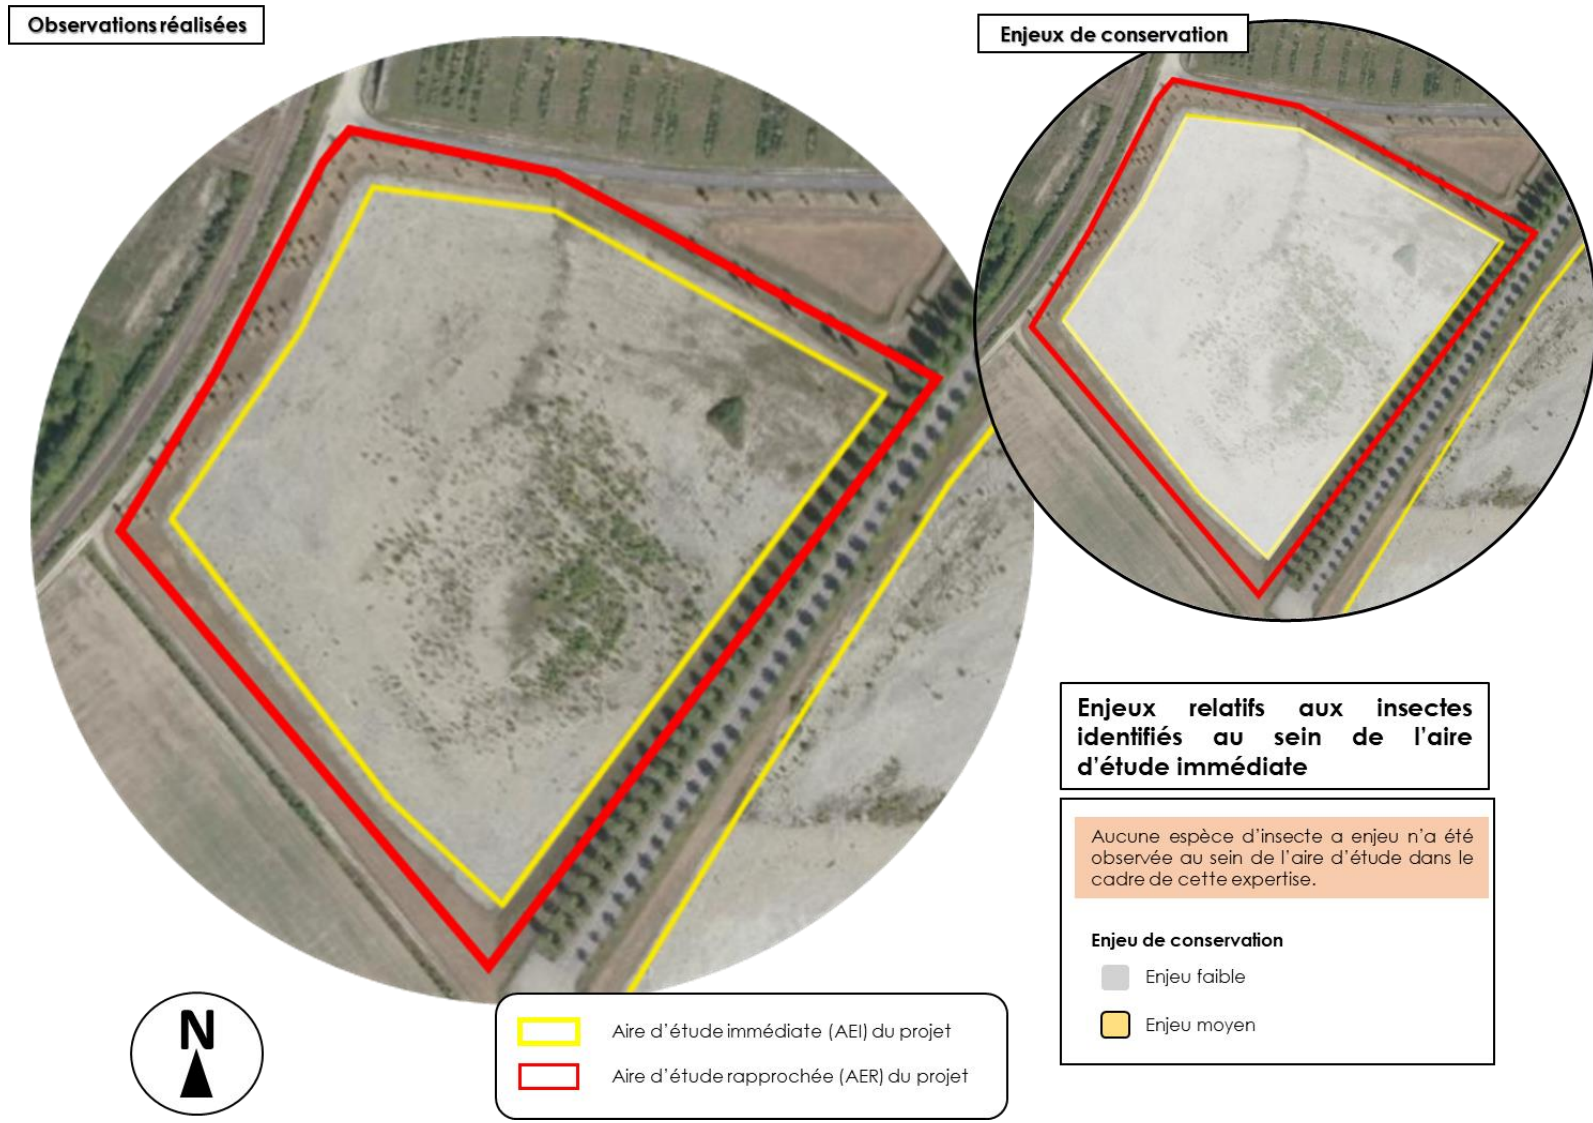 Observations réalisées
Enjeux de conservation
Enjeux relatifs aux insectes
identifiés au sein de l'aire
d'étude immédiate
Aucune espèce d'insecte a enjeu n'a été
observée au sein de l'aire d'étude dans le
cadre de cette expertise.
Enjeu de conservation
Enjeu faible
Enjeu moyen
N
Aire d'étude immédiate (AEI) du projet
Aire d'étude rapprochée (AER) du projet